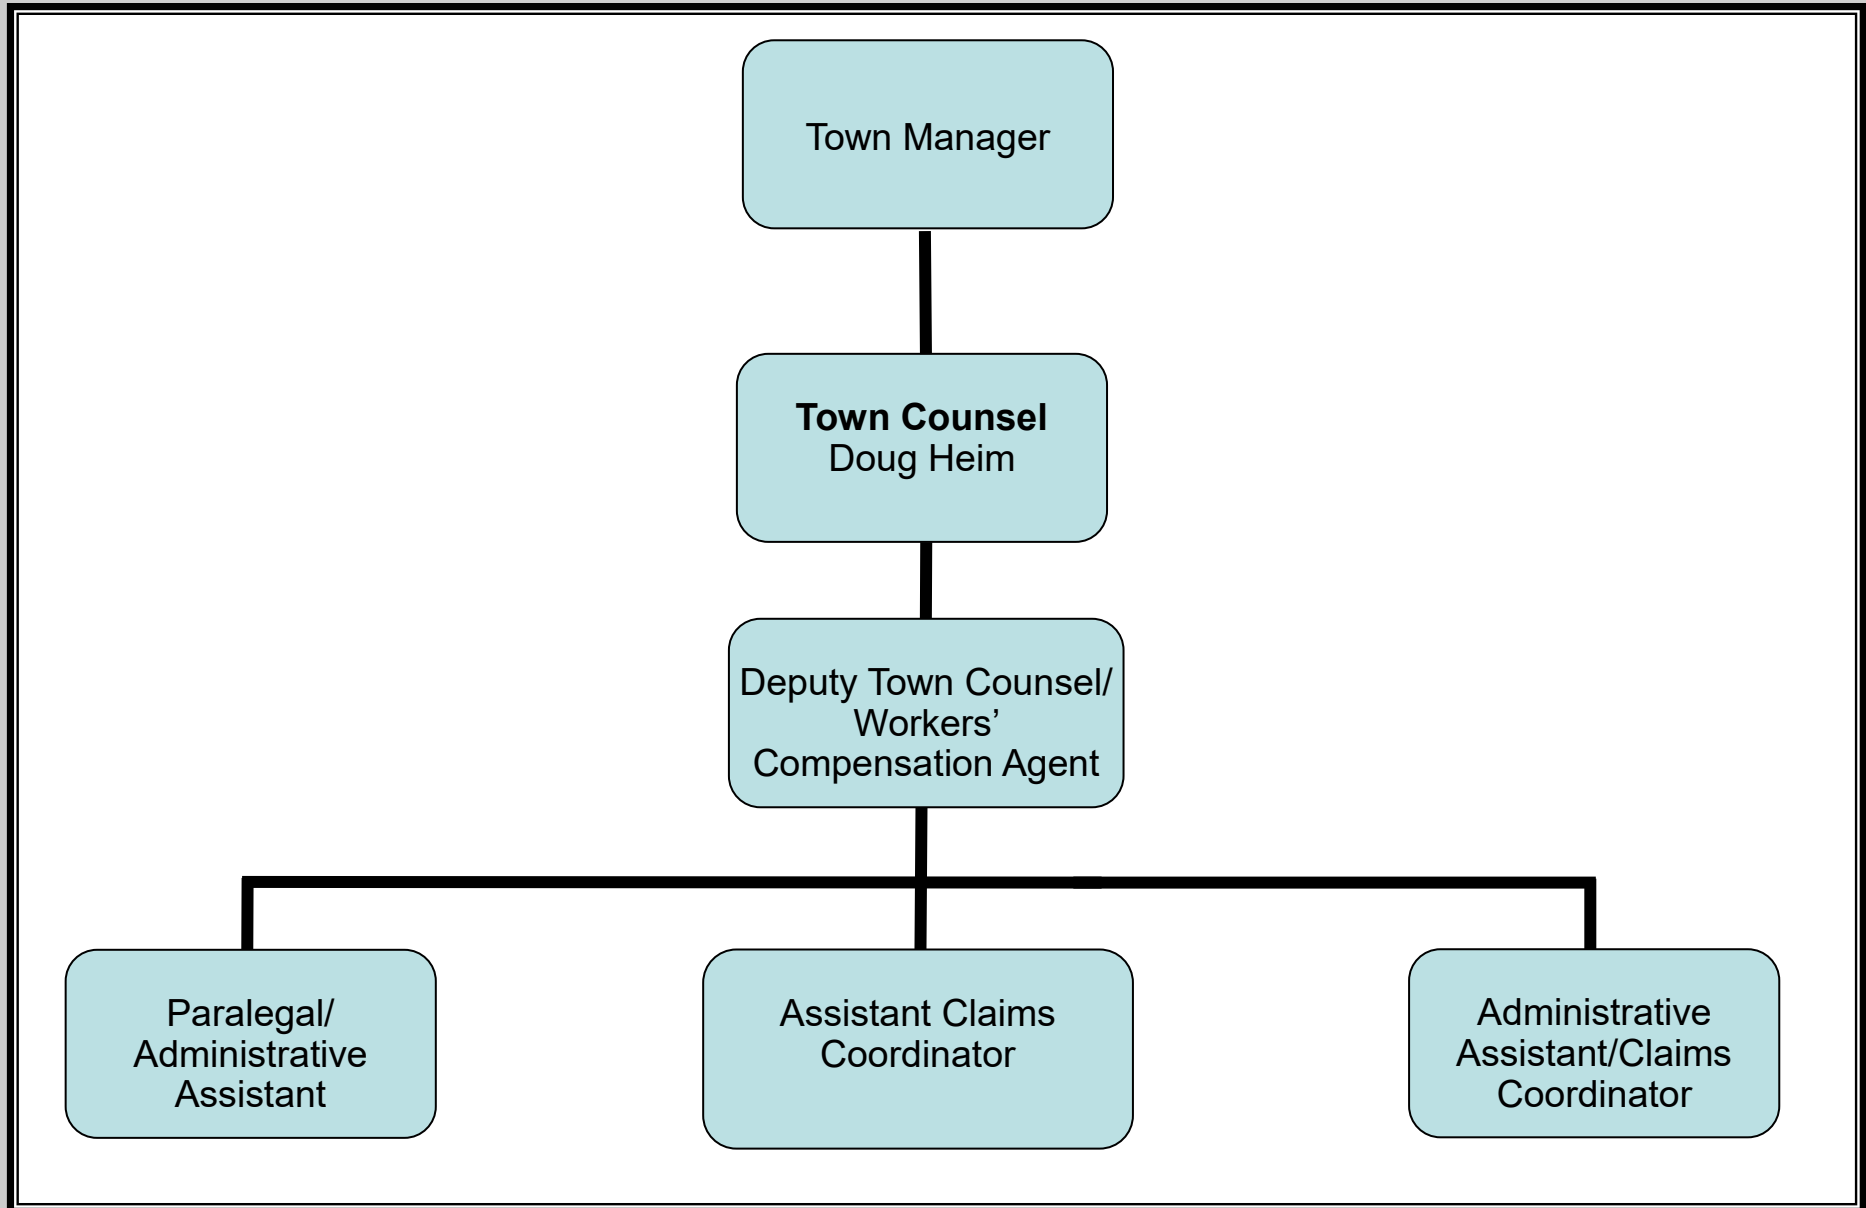 Town Manager
Town Counsel
Doug Heim
Deputy Town Counsel/
Workers’
Compensation Agent
Paralegal/
Administrative
Assistant
Assistant Claims
Coordinator
Administrative
Assistant/Claims
Coordinator